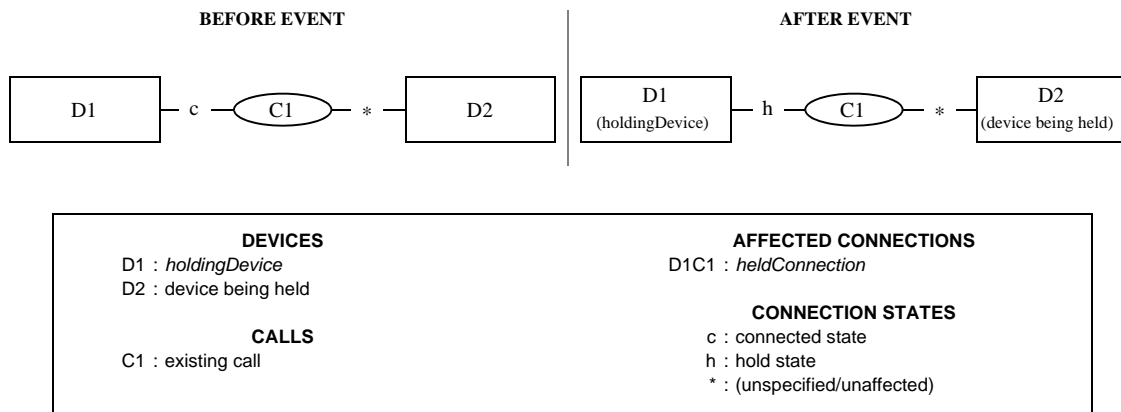 BEFORE EVENT
D1
c
C1
*
D2
AFTER EVENT
D1
(holdingDevice)
h
C1
*
D2
(device being held)
DEVICES
D1 : holdingDevice
D2 : device being held
CALLS
C1 : existing call
AFFECTED CONNECTIONS
D1C1 : heldConnection
CONNECTION STATES
c : connected state
h : hold state
* : (unspecified/unaffected)